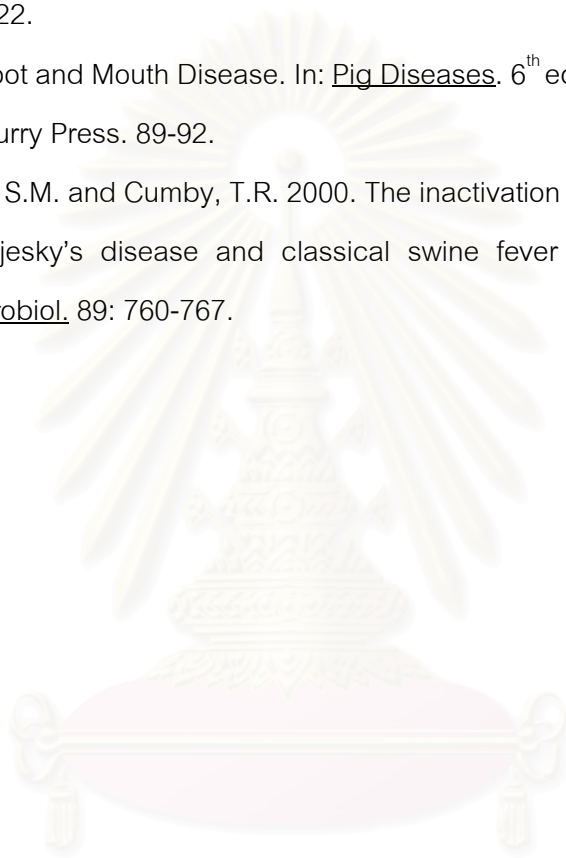 22.
oot and Mouth Disease. In: Pig Diseases. 6th ed
urry Press. 89-92.
S.M. and Cumby, T.R. 2000. The inactivation
jesky's disease and classical swine fever
robiol. 89: 760-767.